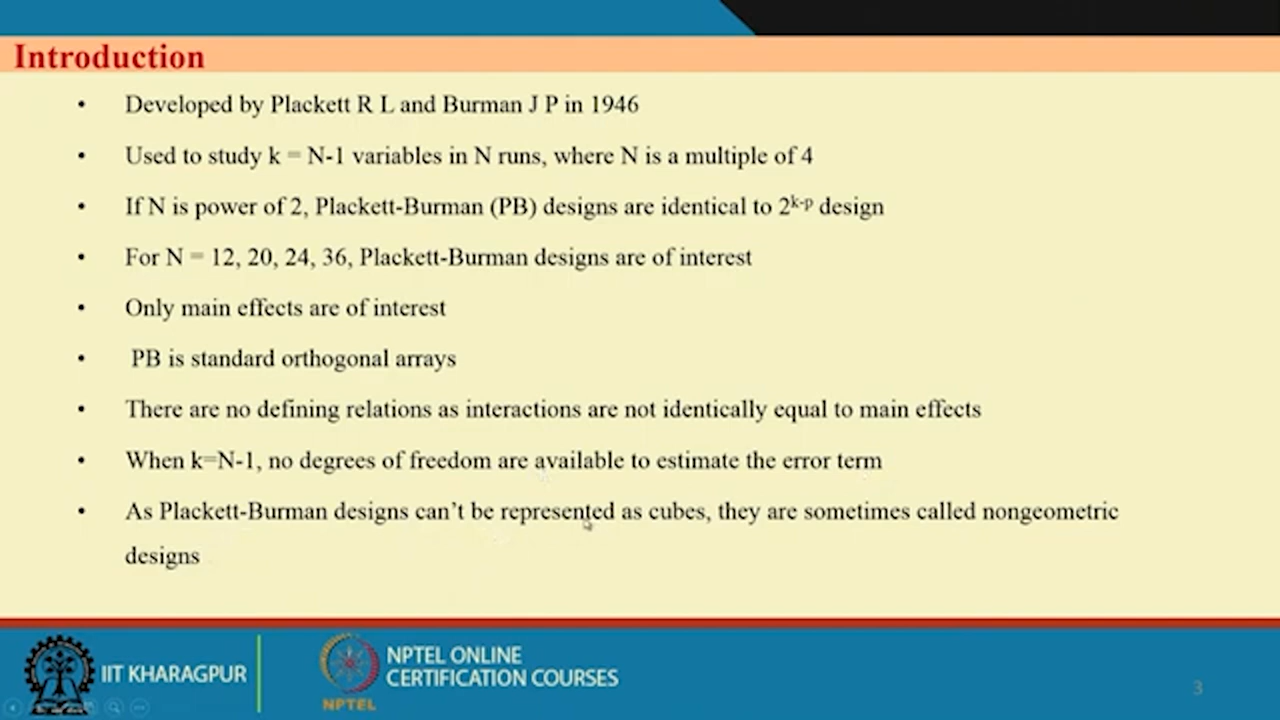 Introduction
• Developed by Plackett R L and Burman J P in 1946
• Used to study k = N-1 variables in N runs, where N is a multiple of 4
• If N is power of 2, Plackett-Burman (PB) designs are identical to 2^k-p design
• For N = 12, 20, 24, 36, Plackett-Burman designs are of interest
• Only main effects are of interest
• PB is standard orthogonal arrays
• There are no defining relations as interactions are not identically equal to main effects
• When k=N-1, no degrees of freedom are available to estimate the error term
• As Plackett-Burman designs can't be represented as cubes, they are sometimes called nongeometric
designs
IIT KHARAGPUR
NPTEL
NPTEL ONLINE
CERTIFICATION COURSES
3